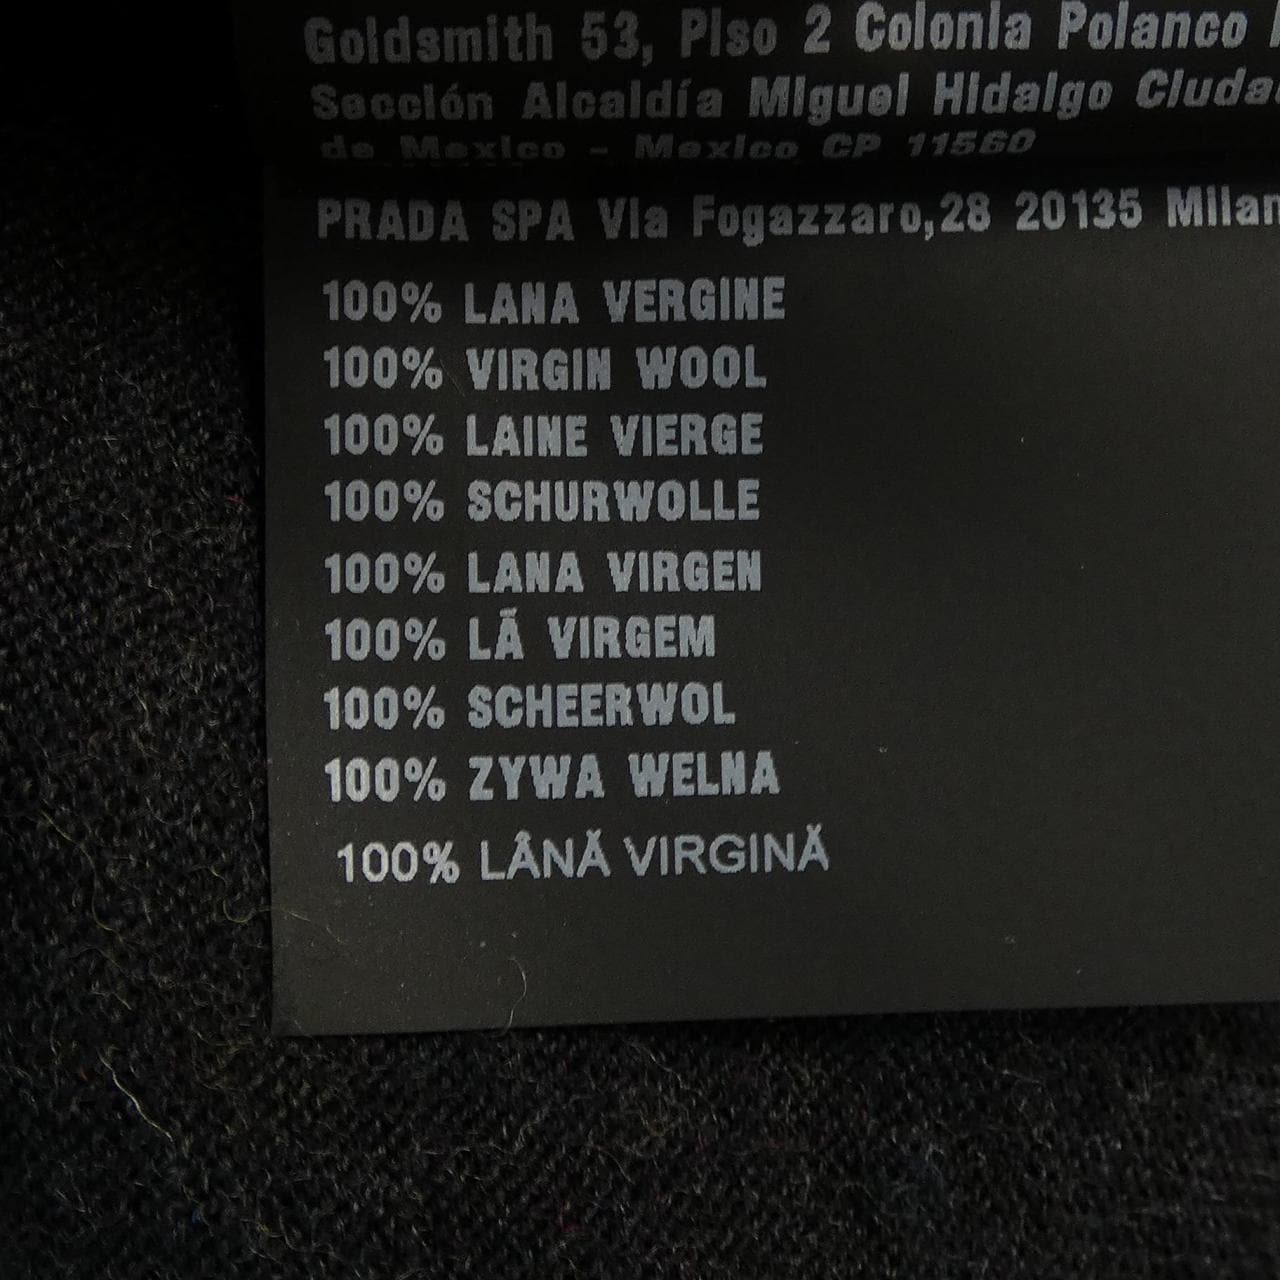 Goldsmith 53, Piso 2 Colonia Polanco
Sección Alcaldía Miguel Hidalgo Ciudad
de Mexico - Mexico CP 11560
PRADA SPA Via Fogazzaro,28 20135 Milan
100% LANA VERGINE
100% VIRGIN WOOL
100% LAINE VIERGE
100% SCHURWOLLE
100% LANA VIRGEN
100% LÃ VIRGEM
100% SCHEERWOL
100% ZYWA WELNA
100% LÂNĂ VIRGINĂ